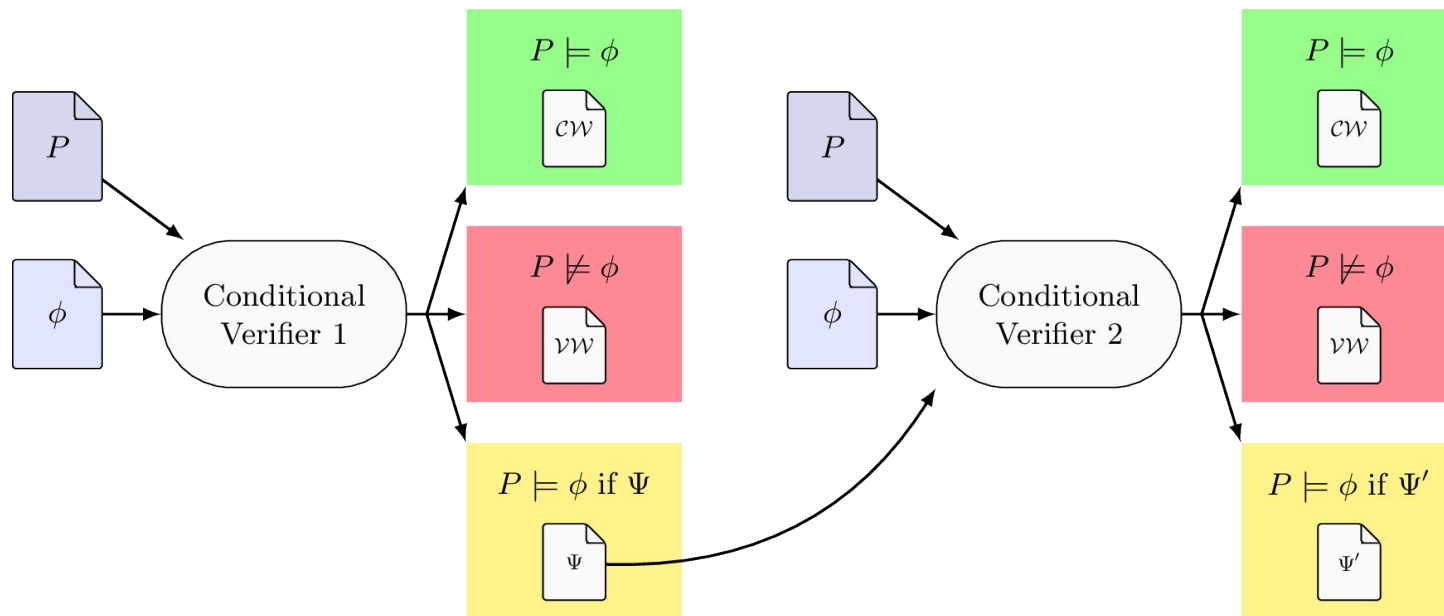 P
ϕ
Conditional
Verifier 1
P ⊨ ϕ
𝒞𝒲
P ⊭ ϕ
𝒱𝒲
P ⊨ ϕ if Ψ
Ψ
P
ϕ
Conditional
Verifier 2
P ⊨ ϕ
𝒞𝒲
P ⊭ ϕ
𝒱𝒲
P ⊨ ϕ if Ψ′
Ψ′